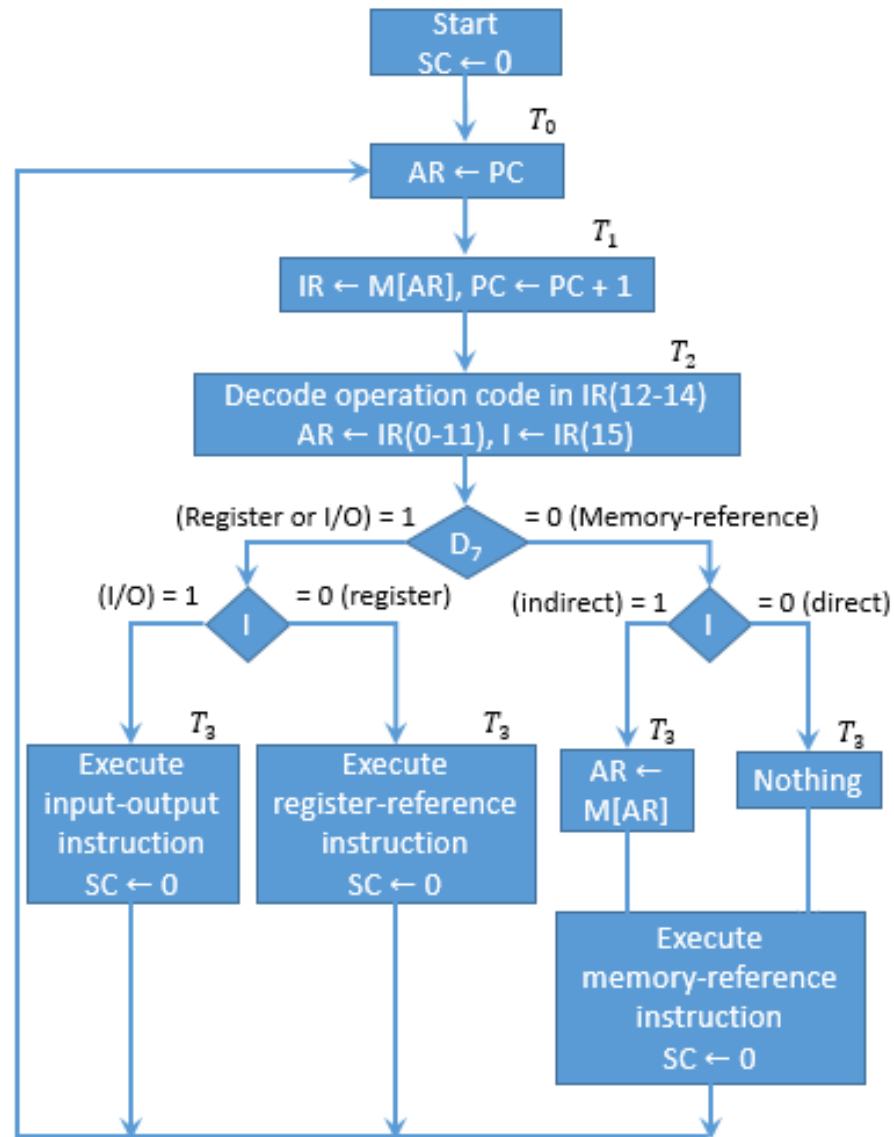 Start
SC ← 0
T₀
AR ← PC
T₁
IR ← M[AR], PC ← PC + 1
T₂
Decode operation code in IR(12-14)
AR ← IR(0-11), I ← IR(15)
(Register or I/O) = 1
= 0 (Memory-reference)
D₇
(I/O) = 1
= 0 (register)
I
(indirect) = 1
= 0 (direct)
I
T₃
Execute
input-output
instruction
SC ← 0
T₃
Execute
register-reference
instruction
SC ← 0
T₃
AR ←
M[AR]
T₃
Nothing
Execute
memory-reference
instruction
SC ← 0